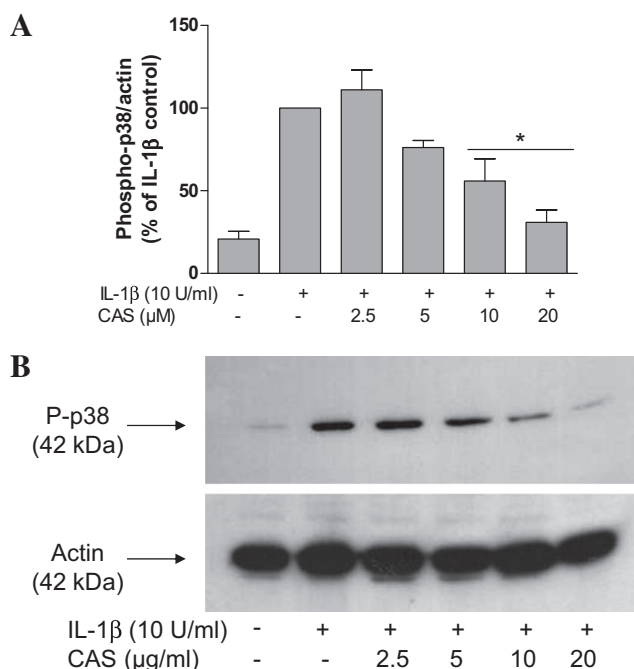 A
Phospho-p38/actin
(% of IL-1β control)
150
100
50
0
*
IL-1β (10 U/ml) - + + + + +
CAS (µM) - - 2.5 5 10 20
B
P-p38
(42 kDa)
Actin
(42 kDa)
IL-1β (10 U/ml) - + + + + +
CAS (µg/ml) - - 2.5 5 10 20